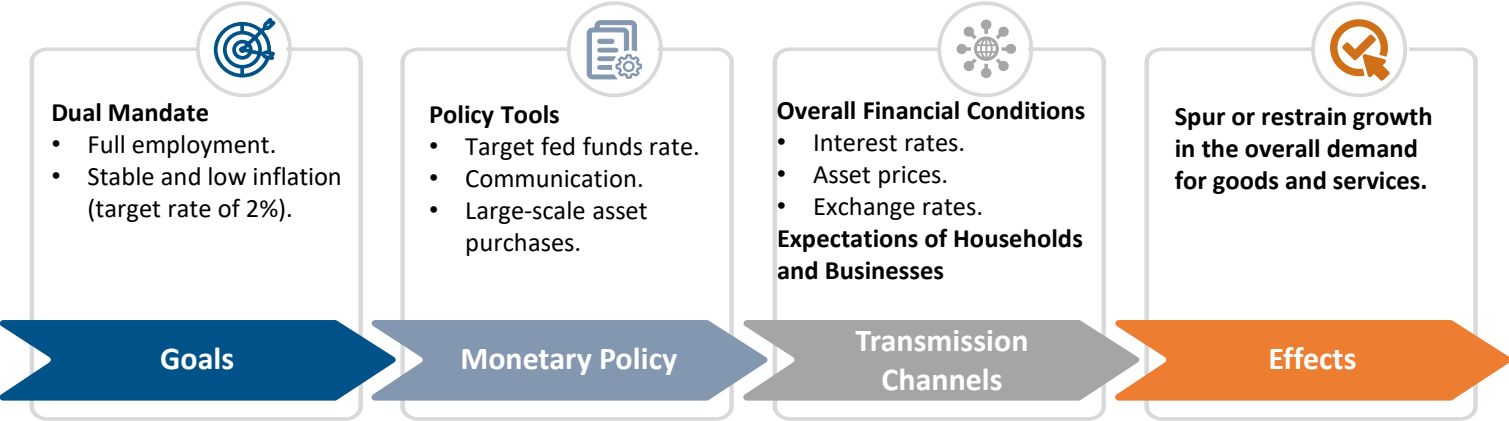 Dual Mandate
• Full employment.
• Stable and low inflation
(target rate of 2%).
Goals
Policy Tools
• Target fed funds rate.
• Communication.
• Large-scale asset
purchases.
Monetary Policy
Overall Financial Conditions
• Interest rates.
• Asset prices.
• Exchange rates.
Expectations of Households
and Businesses
Transmission
Channels
Spur or restrain growth
in the overall demand
for goods and services.
Effects